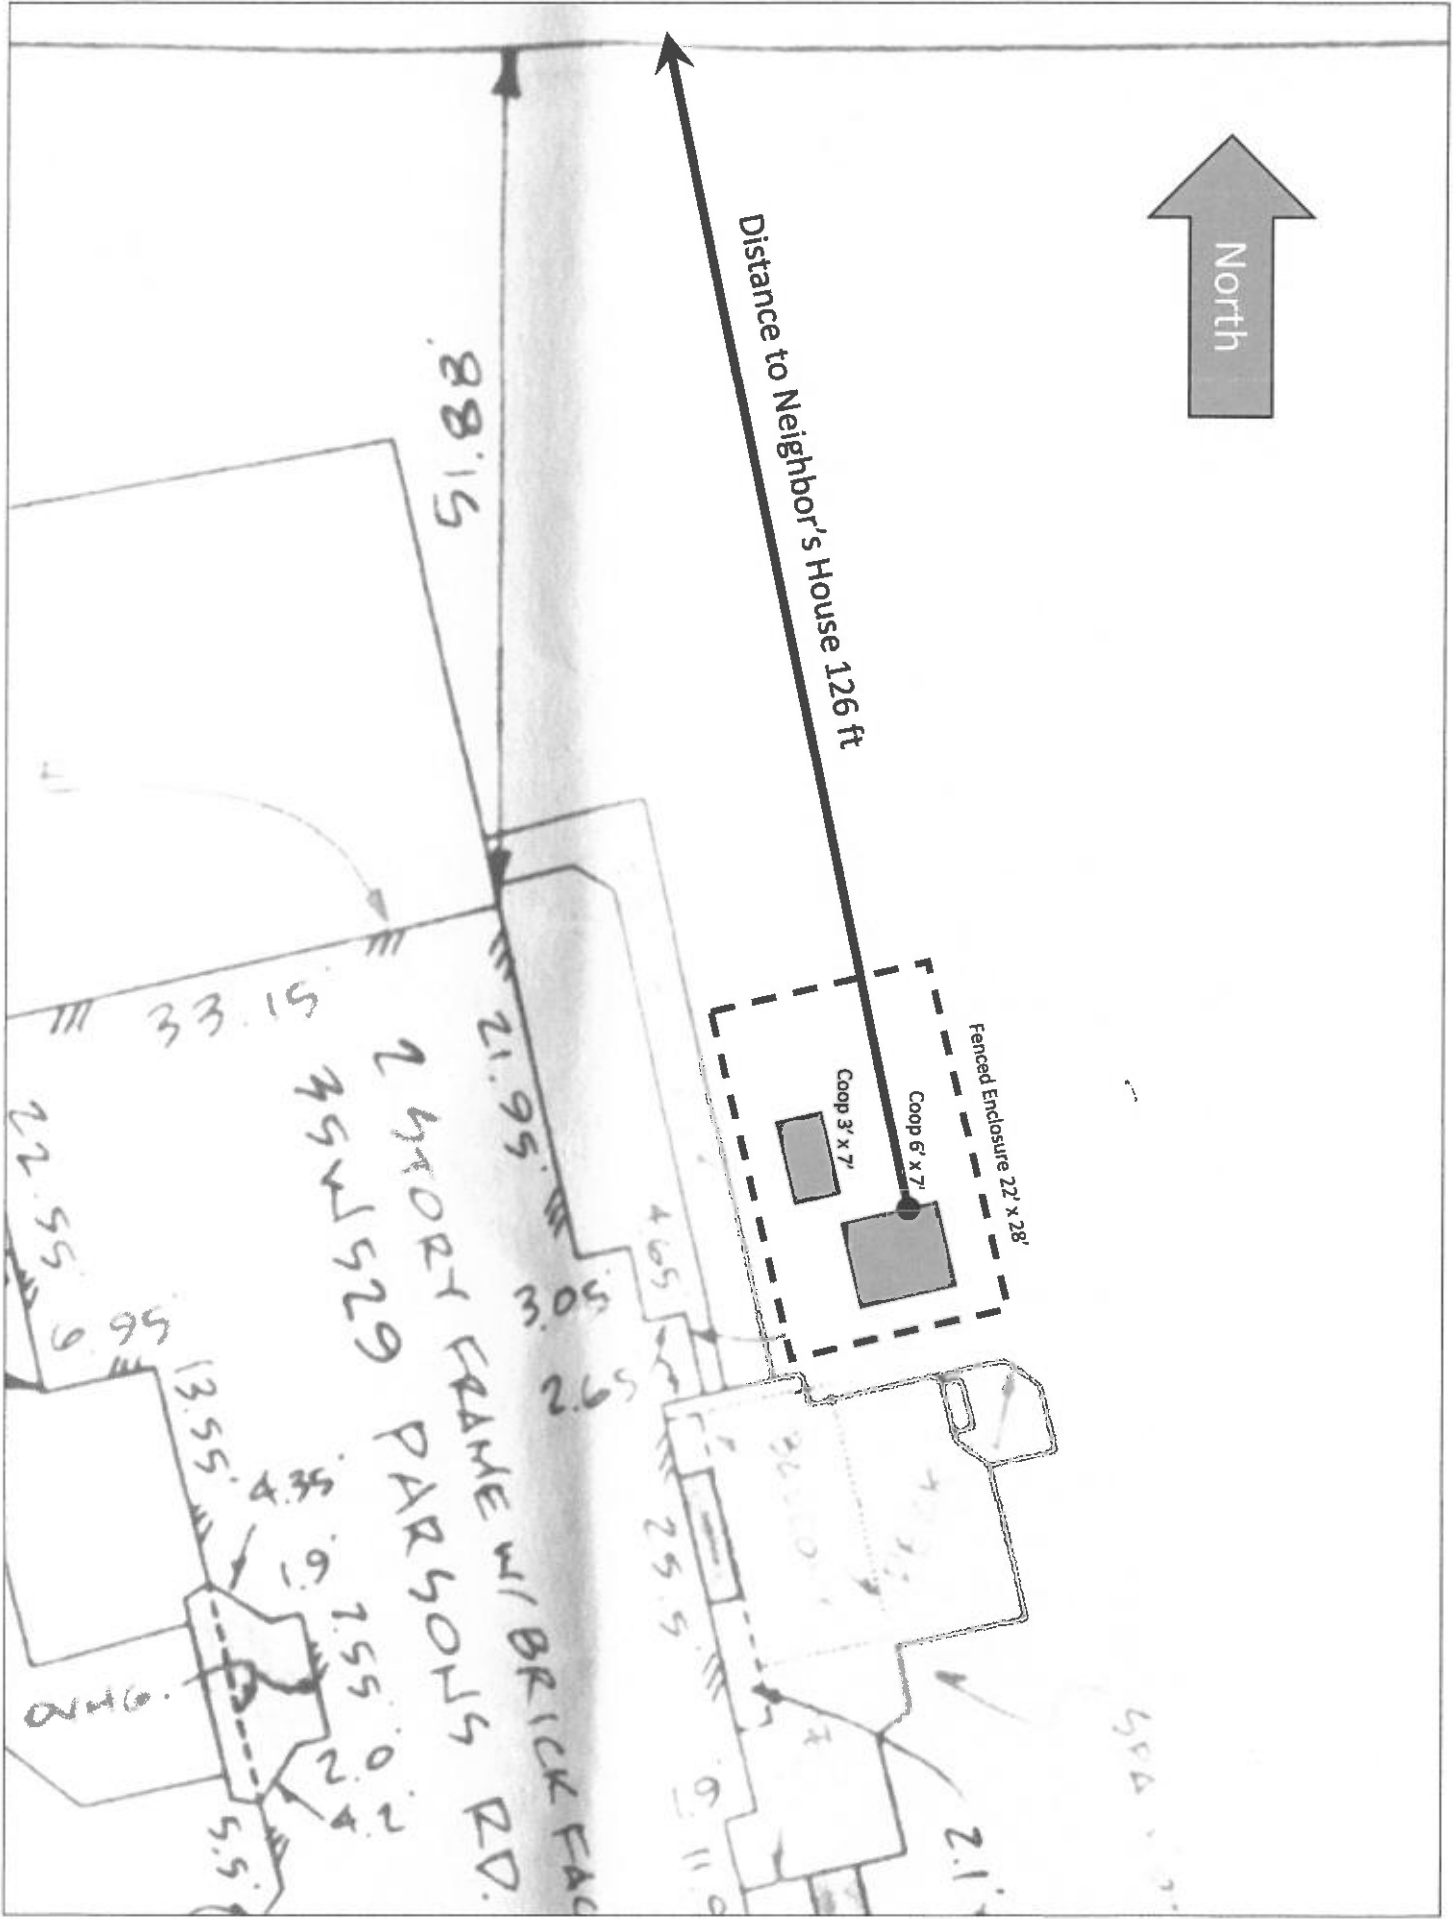 North
Distance to Neighbor's House 126 ft
Fenced Enclosure 22' x 28'
Coop 6' x 7'
Coop 3' x 7'
51.88'
33.15'
21.95'
2 STORY FRAME W/ BRICK FAC
35W529 PARSONS RD.
3.05'
4.65'
2.65
25.5'
22.55'
6.95
13.55'
4.35'
1.9'
7.55
2.0'
4.2'
5.5'
OVHG.
2.1'
SPA